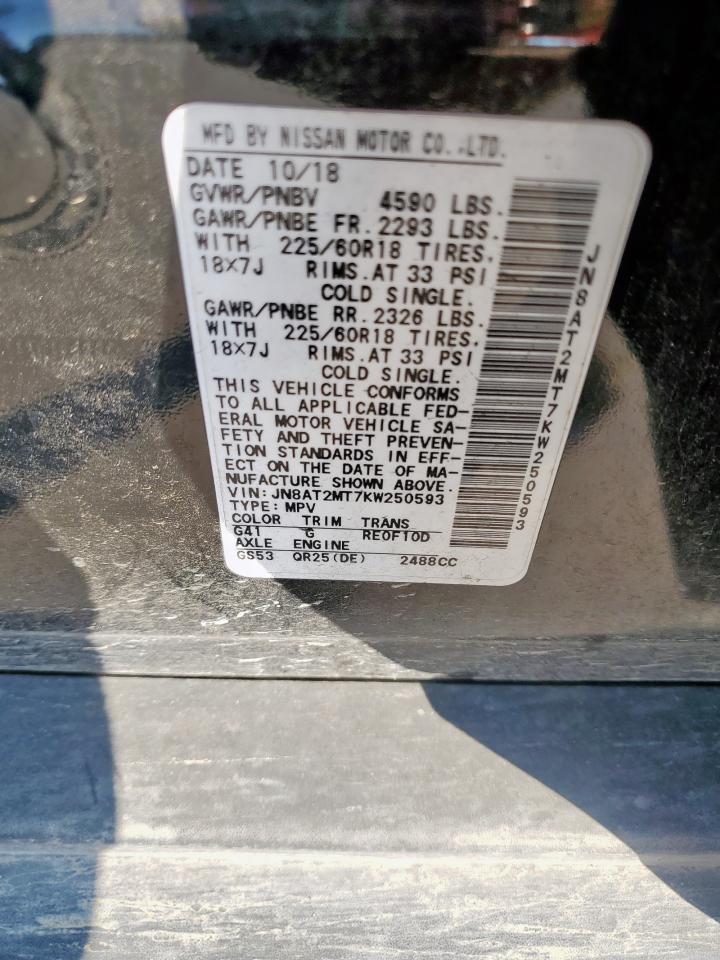 MFD BY NISSAN MOTOR CO.,LTD.
DATE 10/18
GVWR/PNBV 4590 LBS.
GAWR/PNBE FR. 2293 LBS.
WITH 225/60R18 TIRES.
18×7J RIMS.AT 33 PSI
COLD SINGLE.
GAWR/PNBE RR. 2326 LBS.
WITH 225/60R18 TIRES.
18×7J RIMS.AT 33 PSI
COLD SINGLE.
THIS VEHICLE CONFORMS
TO ALL APPLICABLE FED-
ERAL MOTOR VEHICLE SA-
FETY AND THEFT PREVEN-
TION STANDARDS IN EFF-
ECT ON THE DATE OF MA-
NUFACTURE SHOWN ABOVE.
VIN:JN8AT2MT7KW250593
TYPE:MPV
COLOR TRIM TRANS
G41 G RE0F10D
AXLE ENGINE
GS53 QR25(DE) 2488CC
JN8AT2MT7KW250593